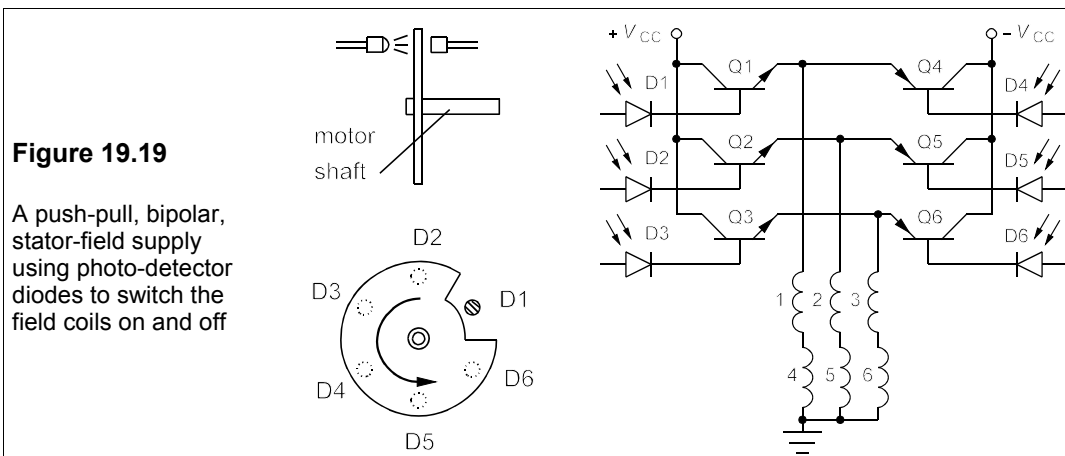 Figure 19.19
A push-pull, bipolar,
stator-field supply
using photo-detector
diodes to switch the
field coils on and off
motor
shaft
D2
D3
D1
D4
D6
D5
+ V CC
- V CC
Q1
Q4
D1
D4
Q2
Q5
D2
D5
Q3
Q6
D3
D6
1 2 3
4 5 6